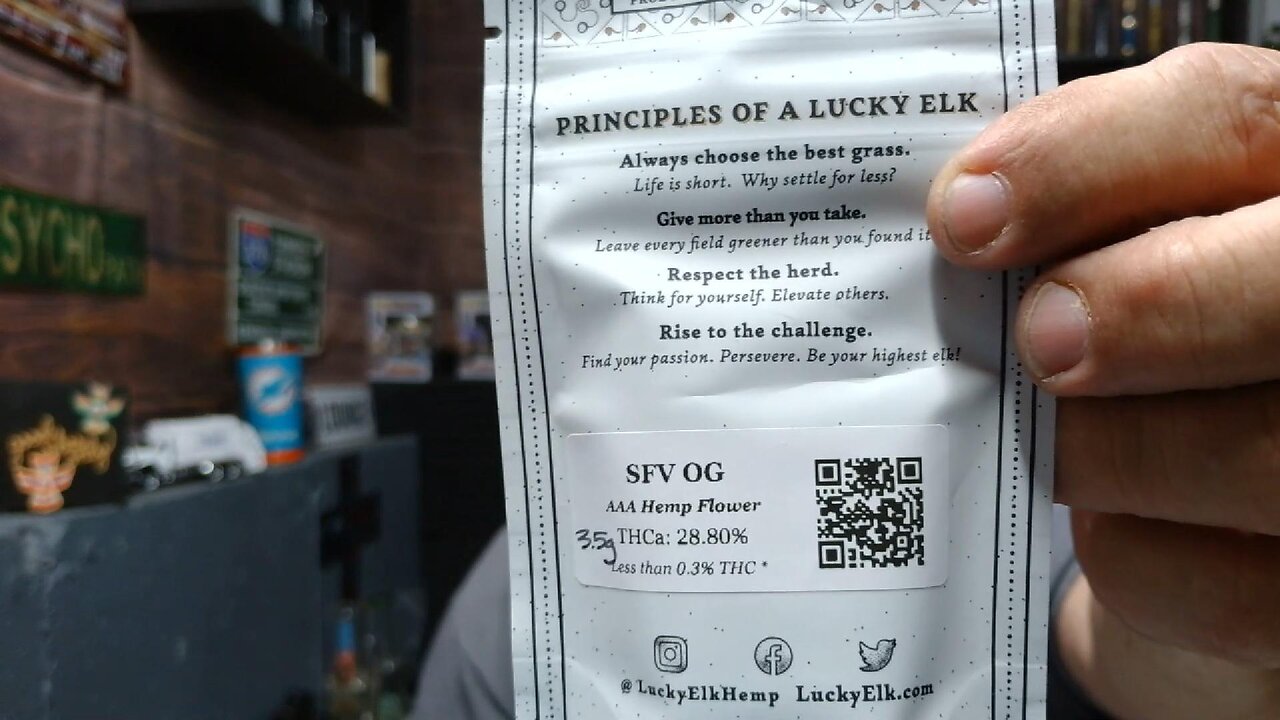 PRINCIPLES OF A LUCKY ELK
Always choose the best grass.
Life is short. Why settle for less?
Give more than you take.
Leave every field greener than you found it
Respect the herd.
Think for yourself. Elevate others.
Rise to the challenge.
Find your passion. Persevere. Be your highest elk!
SFV OG
AAA Hemp Flower
3.5g THCa: 28.80%
Less than 0.3% THC *
@LuckyElkHemp LuckyElk.com
SYCHO